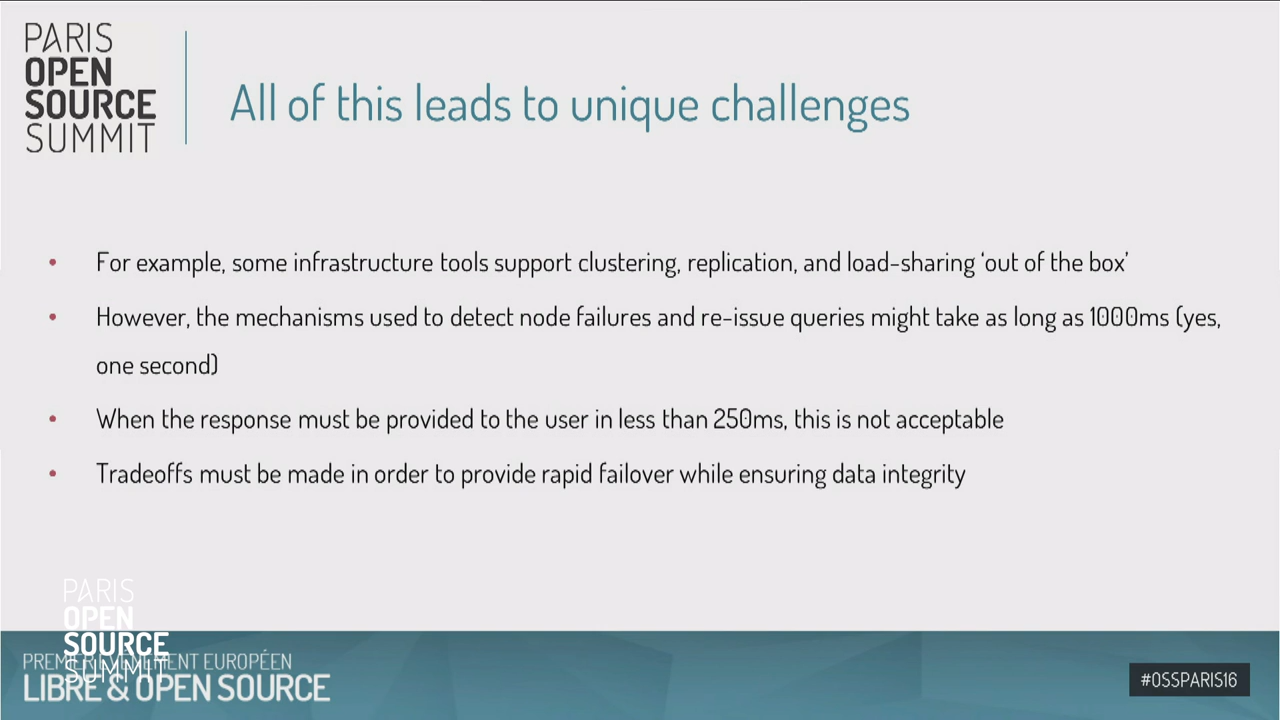 PARIS
OPEN
SOURCE
SUMMIT
All of this leads to unique challenges
• For example, some infrastructure tools support clustering, replication, and load-sharing ‘out of the box’
• However, the mechanisms used to detect node failures and re-issue queries might take as long as 1000ms (yes,
one second)
• When the response must be provided to the user in less than 250ms, this is not acceptable
• Tradeoffs must be made in order to provide rapid failover while ensuring data integrity
PARIS
OPEN
SOURCE
SUMMIT
PREMIER ÉVÉNEMENT EUROPÉEN
LIBRE & OPEN SOURCE
#OSSPARIS16